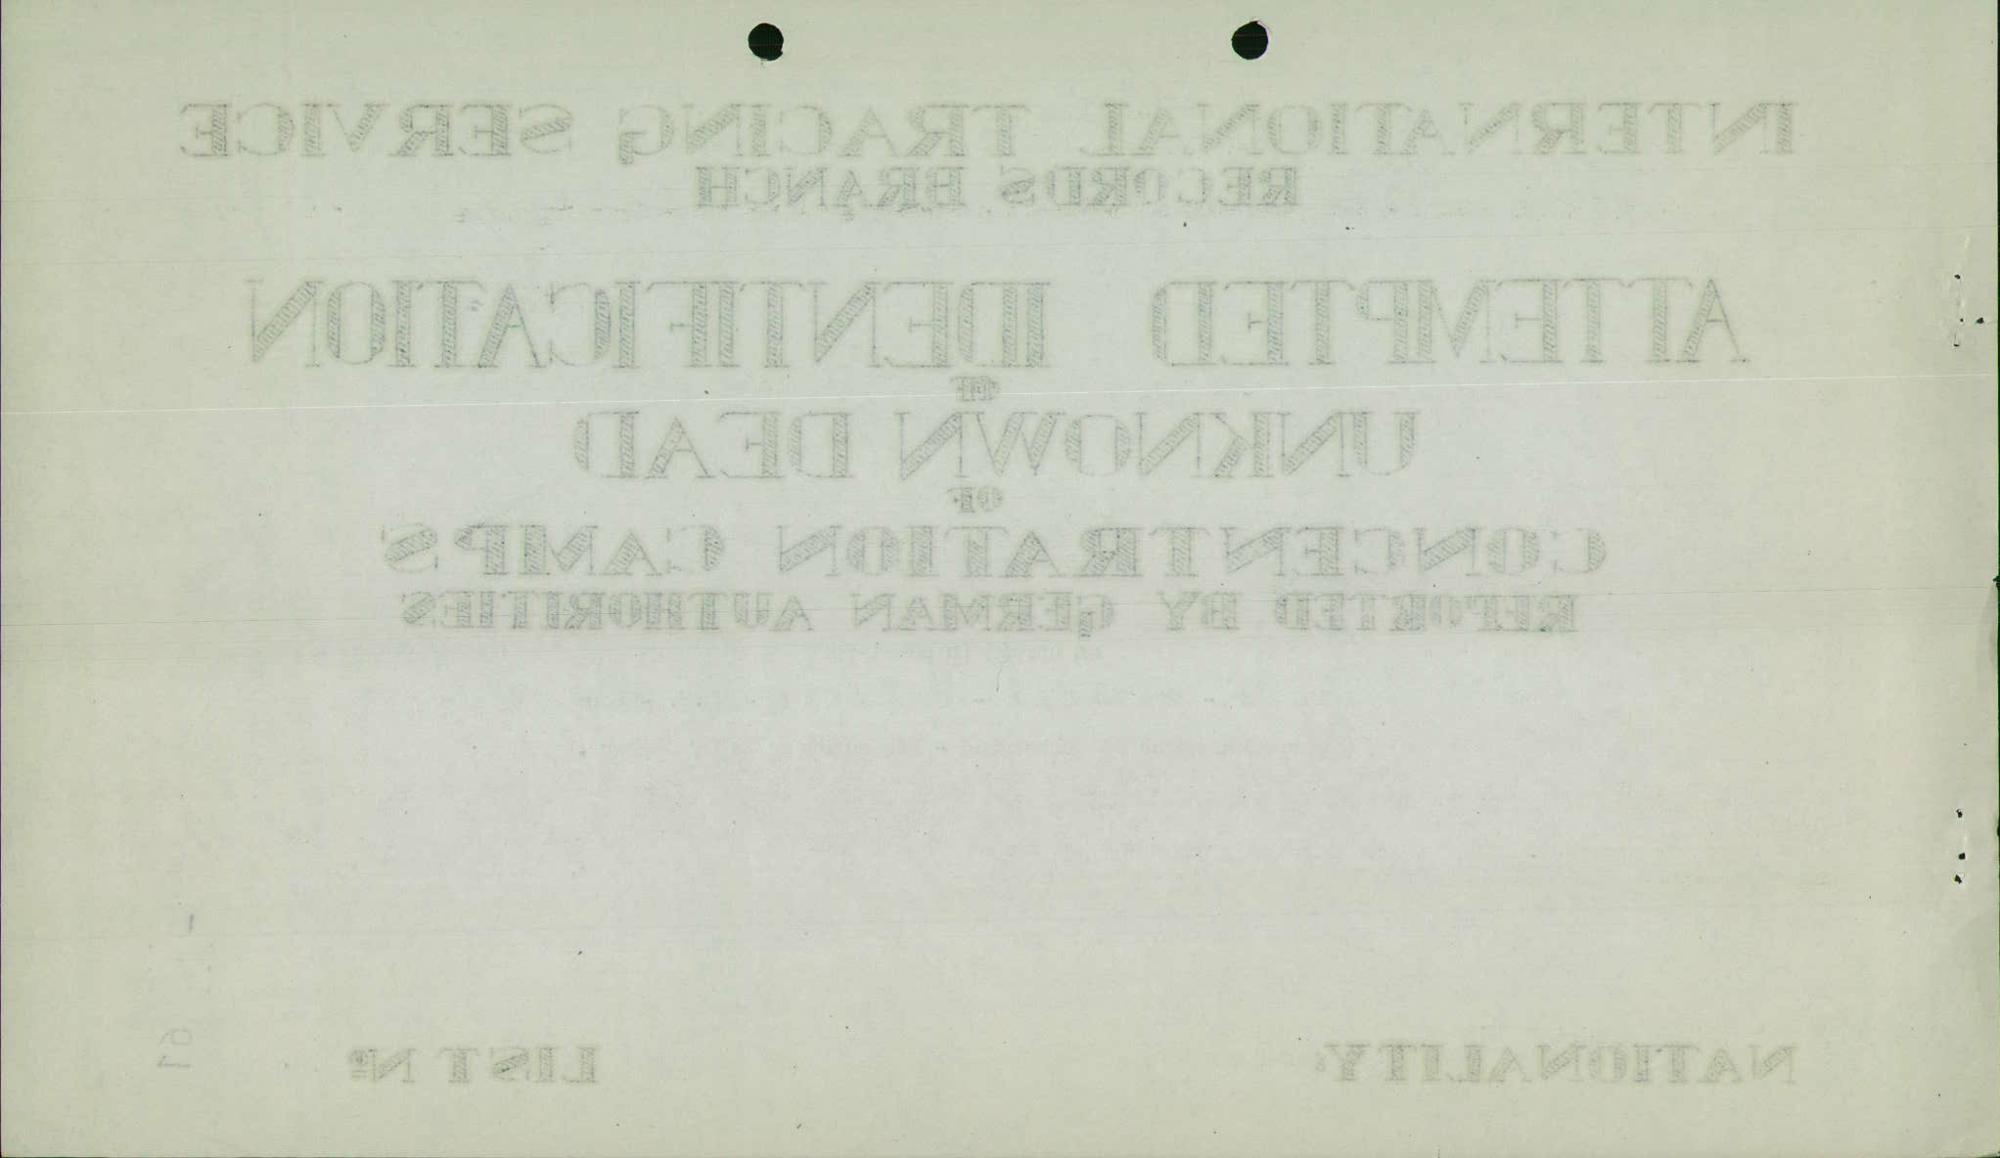 INTERNATIONAL TRACING SERVICE
RECORDS BRANCH
ATTEMPTED IDENTIFICATION
OF
UNKNOWN DEAD
OF
CONCENTRATION CAMPS
REPORTED BY GERMAN AUTHORITIES
NATIONALITY: LIST Nº